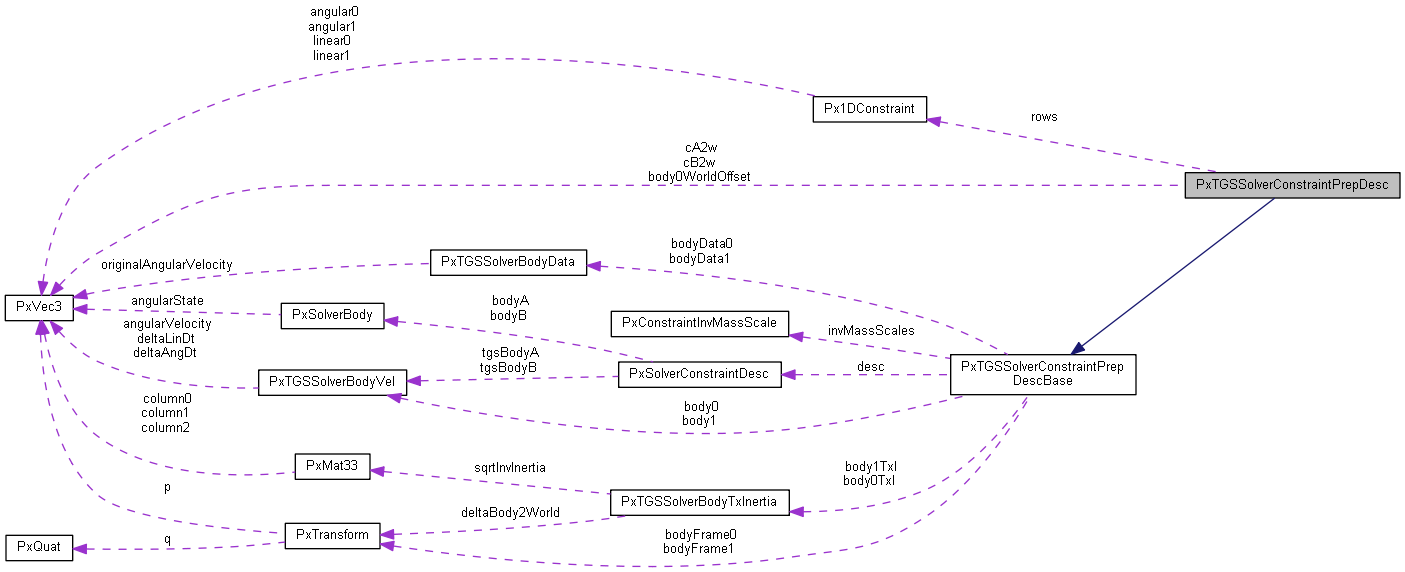 angular0
angular1
linear0
linear1
Px1DConstraint
rows
cA2w
cB2w
body0WorldOffset
PxTGSSolverConstraintPrepDesc
bodyData0
bodyData1
PxTGSSolverBodyData
originalAngularVelocity
PxVec3
angularState
PxSolverBody
bodyA
bodyB
PxConstraintInvMassScale
invMassScales
angularVelocity
deltaLinDt
deltaAngDt
tgsBodyA
tgsBodyB
PxTGSSolverBodyVel
PxSolverConstraintDesc
desc
PxTGSSolverConstraintPrep
DescBase
column0
column1
column2
body0
body1
PxMat33
sqrtInvInertia
body1TxI
body0TxI
p
PxTGSSolverBodyTxInertia
deltaBody2World
PxTransform
q
PxQuat
bodyFrame0
bodyFrame1